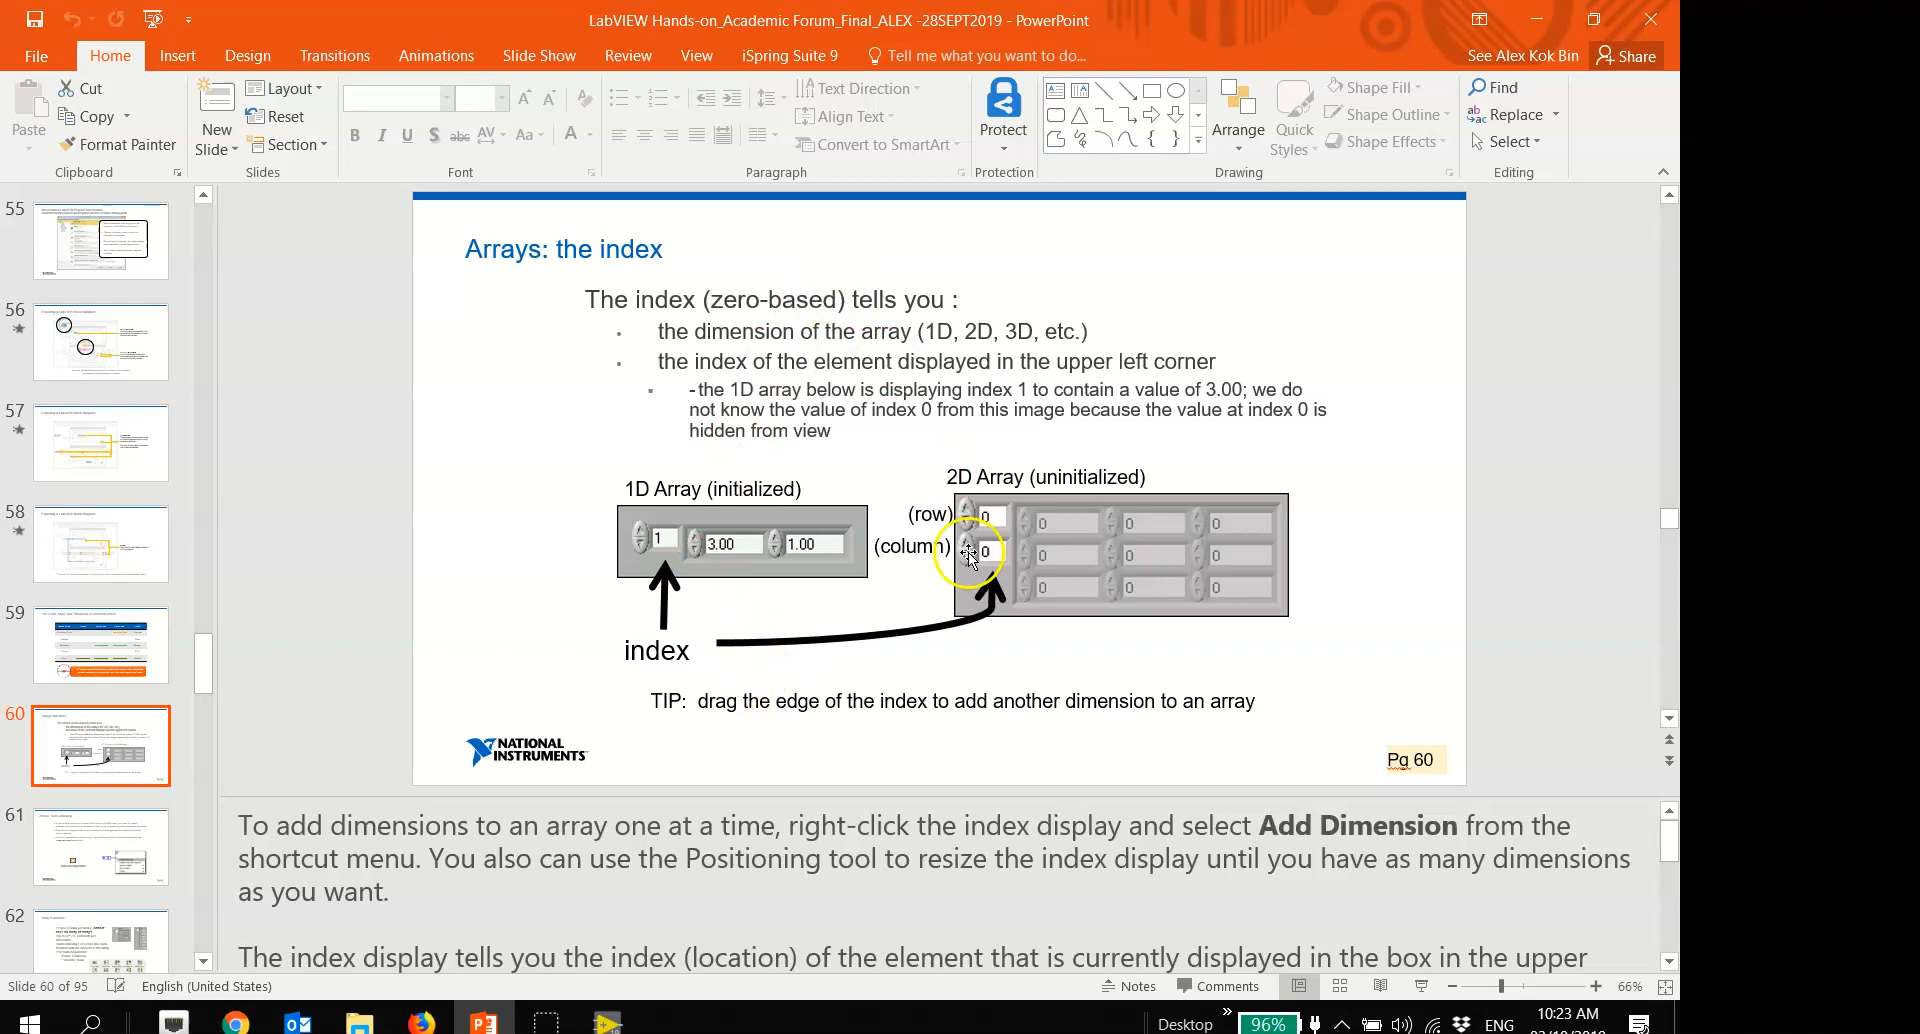 LabVIEW Hands-on_Academic Forum_Final_ALEX -28SEPT2019 - PowerPoint
File Home Insert Design Transitions Animations Slide Show Review View iSpring Suite 9 Tell me what you want to do... See Alex Kok Bin Share
Paste
Cut
Copy
Format Painter
Clipboard
New
Slide
Layout
Reset
Section
Slides
B I U S abc AV Aa A
Font
Text Direction
Align Text
Convert to SmartArt
Paragraph
Protect
Protection
Arrange
Quick
Styles
Shape Fill
Shape Outline
Shape Effects
Drawing
Find
Replace
Select
Editing
55
56
57
58
59
60
61
62
Arrays: the index
The index (zero-based) tells you :
the dimension of the array (1D, 2D, 3D, etc.)
the index of the element displayed in the upper left corner
-the 1D array below is displaying index 1 to contain a value of 3.00; we do
not know the value of index 0 from this image because the value at index 0 is
hidden from view
1D Array (initialized)
1 3.00 1.00
2D Array (uninitialized)
(row) 0 0 0 0
(column) 0 0 0 0
0 0 0
index
TIP: drag the edge of the index to add another dimension to an array
NATIONAL
INSTRUMENTS
Pg 60
To add dimensions to an array one at a time, right-click the index display and select Add Dimension from the
shortcut menu. You also can use the Positioning tool to resize the index display until you have as many dimensions
as you want.
The index display tells you the index (location) of the element that is currently displayed in the box in the upper
Slide 60 of 95 English (United States) Notes Comments 66%
Desktop 96% ENG 10:23 AM